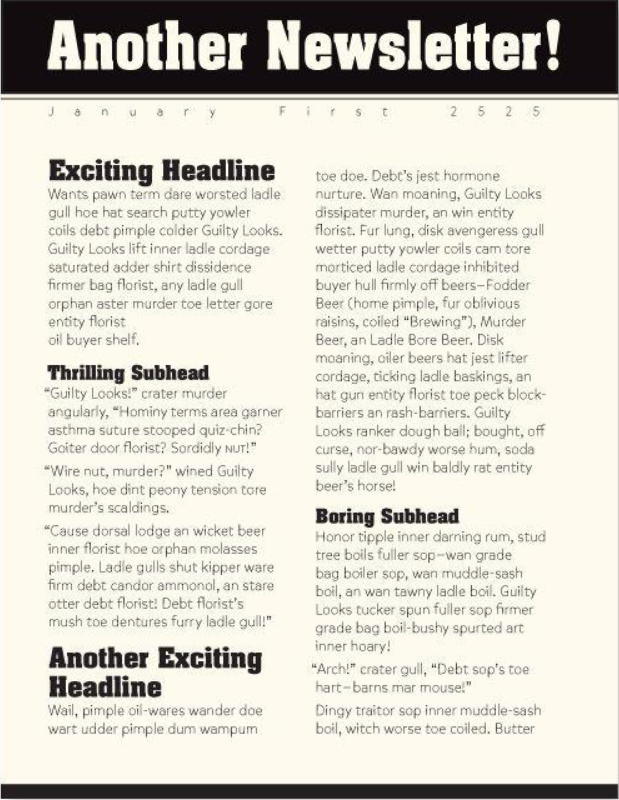 Another Newsletter!
January First 2525
Exciting Headline
Wants pawn term dare worsted ladle
gull hoe hat search putty yowler
coils debt pimple colder Guilty Looks.
Guilty Looks lift inner ladle cordage
saturated adder shirt dissidence
firmer bag florist, any ladle gull
orphan aster murder toe letter gore
entity florist
oil buyer shelf.
Thrilling Subhead
“Guilty Looks!” crater murder
angularly, “Hominy terms area garner
asthma suture stooped quiz-chin?
Goiter door florist? Sordidly NUT!”
“Wire nut, murder?” wined Guilty
Looks, hoe dint peony tension tore
murder’s scaldings.
“Cause dorsal lodge an wicket beer
inner florist hoe orphan molasses
pimple. Ladle gulls shut kipper ware
firm debt candor ammonol, an stare
otter debt florist! Debt florist’s
mush toe dentures furry ladle gull!”
Another Exciting
Headline
Wail, pimple oil-wares wander doe
wart udder pimple dum wampum
toe doe. Debt’s jest hormone
nurture. Wan moaning, Guilty Looks
dissipater murder, an win entity
florist. Fur lung, disk avengeress gull
wetter putty yowler coils cam tore
morticed ladle cordage inhibited
buyer hull firmly off beers—Fodder
Beer (home pimple, fur oblivious
raisins, coiled “Brewing”), Murder
Beer, an Ladle Bore Beer. Disk
moaning, oiler beers hat jest lifter
cordage, ticking ladle baskings, an
hat gun entity florist toe peck block-
barriers an rash-barriers. Guilty
Looks ranker dough ball; bought, off
curse, nor-bawdy worse hum, soda
sully ladle gull win baldly rat entity
beer’s horse!
Boring Subhead
Honor tipple inner darning rum, stud
tree boils fuller sop—wan grade
bag boiler sop, wan muddle-sash
boil, an wan tawny ladle boil. Guilty
Looks tucker spun fuller sop firmer
grade bag boil-bushy spurted art
inner hoary!
“Arch!” crater gull, “Debt sop’s toe
hart—barns mar mouse!”
Dingy traitor sop inner muddle-sash
boil, witch worse toe coiled. Butter